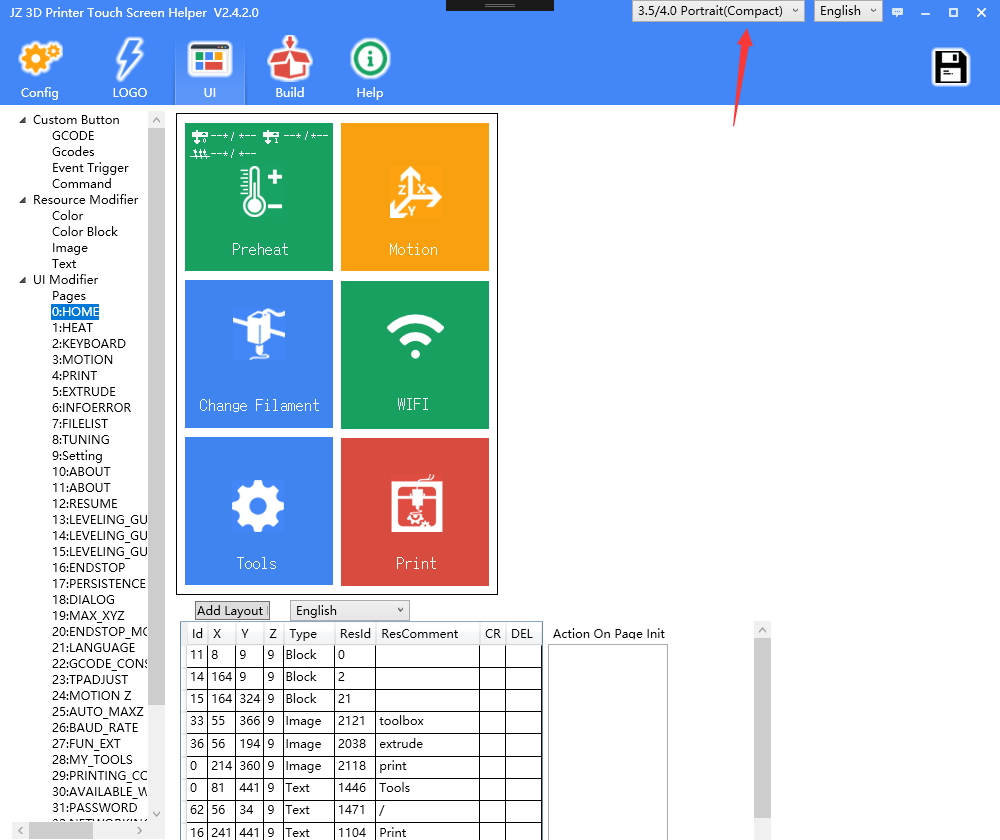 JZ 3D Printer Touch Screen Helper V2.4.2.0
3.5/4.0 Portrait(Compact)
English
Config
LOGO
UI
Build
Help
Custom Button
GCODE
Gcodes
Event Trigger
Command
Resource Modifier
Color
Color Block
Image
Text
UI Modifier
Pages
0:HOME
1:HEAT
2:KEYBOARD
3:MOTION
4:PRINT
5:EXTRUDE
6:INFOERROR
7:FILELIST
8:TUNING
9:Setting
10:ABOUT
11:ABOUT
12:RESUME
13:LEVELING_GU
14:LEVELING_GU
15:LEVELING_GU
16:ENDSTOP
17:PERSISTENCE
18:DIALOG
19:MAX_XYZ
20:ENDSTOP_MO
21:LANGUAGE
22:GCODE_CONS
23:TPADJUST
24:MOTION Z
25:AUTO_MAXZ
26:BAUD_RATE
27:FUN_EXT
28:MY_TOOLS
29:PRINTING_CO
30:AVAILABLE_W
31:PASSWORD
--*/ *-- --*/*--
--*/ *--
Preheat
Z X Y
Motion
Change Filament
WIFI
Tools
Print
Add Layout
English
Id X Y Z Type ResId ResComment CR DEL
11 8 9 9 Block 0
14 164 9 9 Block 2
15 164 324 9 Block 21
33 55 366 9 Image 2121 toolbox
36 56 194 9 Image 2038 extrude
0 214 360 9 Image 2118 print
0 81 441 9 Text 1446 Tools
62 56 34 9 Text 1471 /
16 241 441 9 Text 1104 Print
Action On Page Init